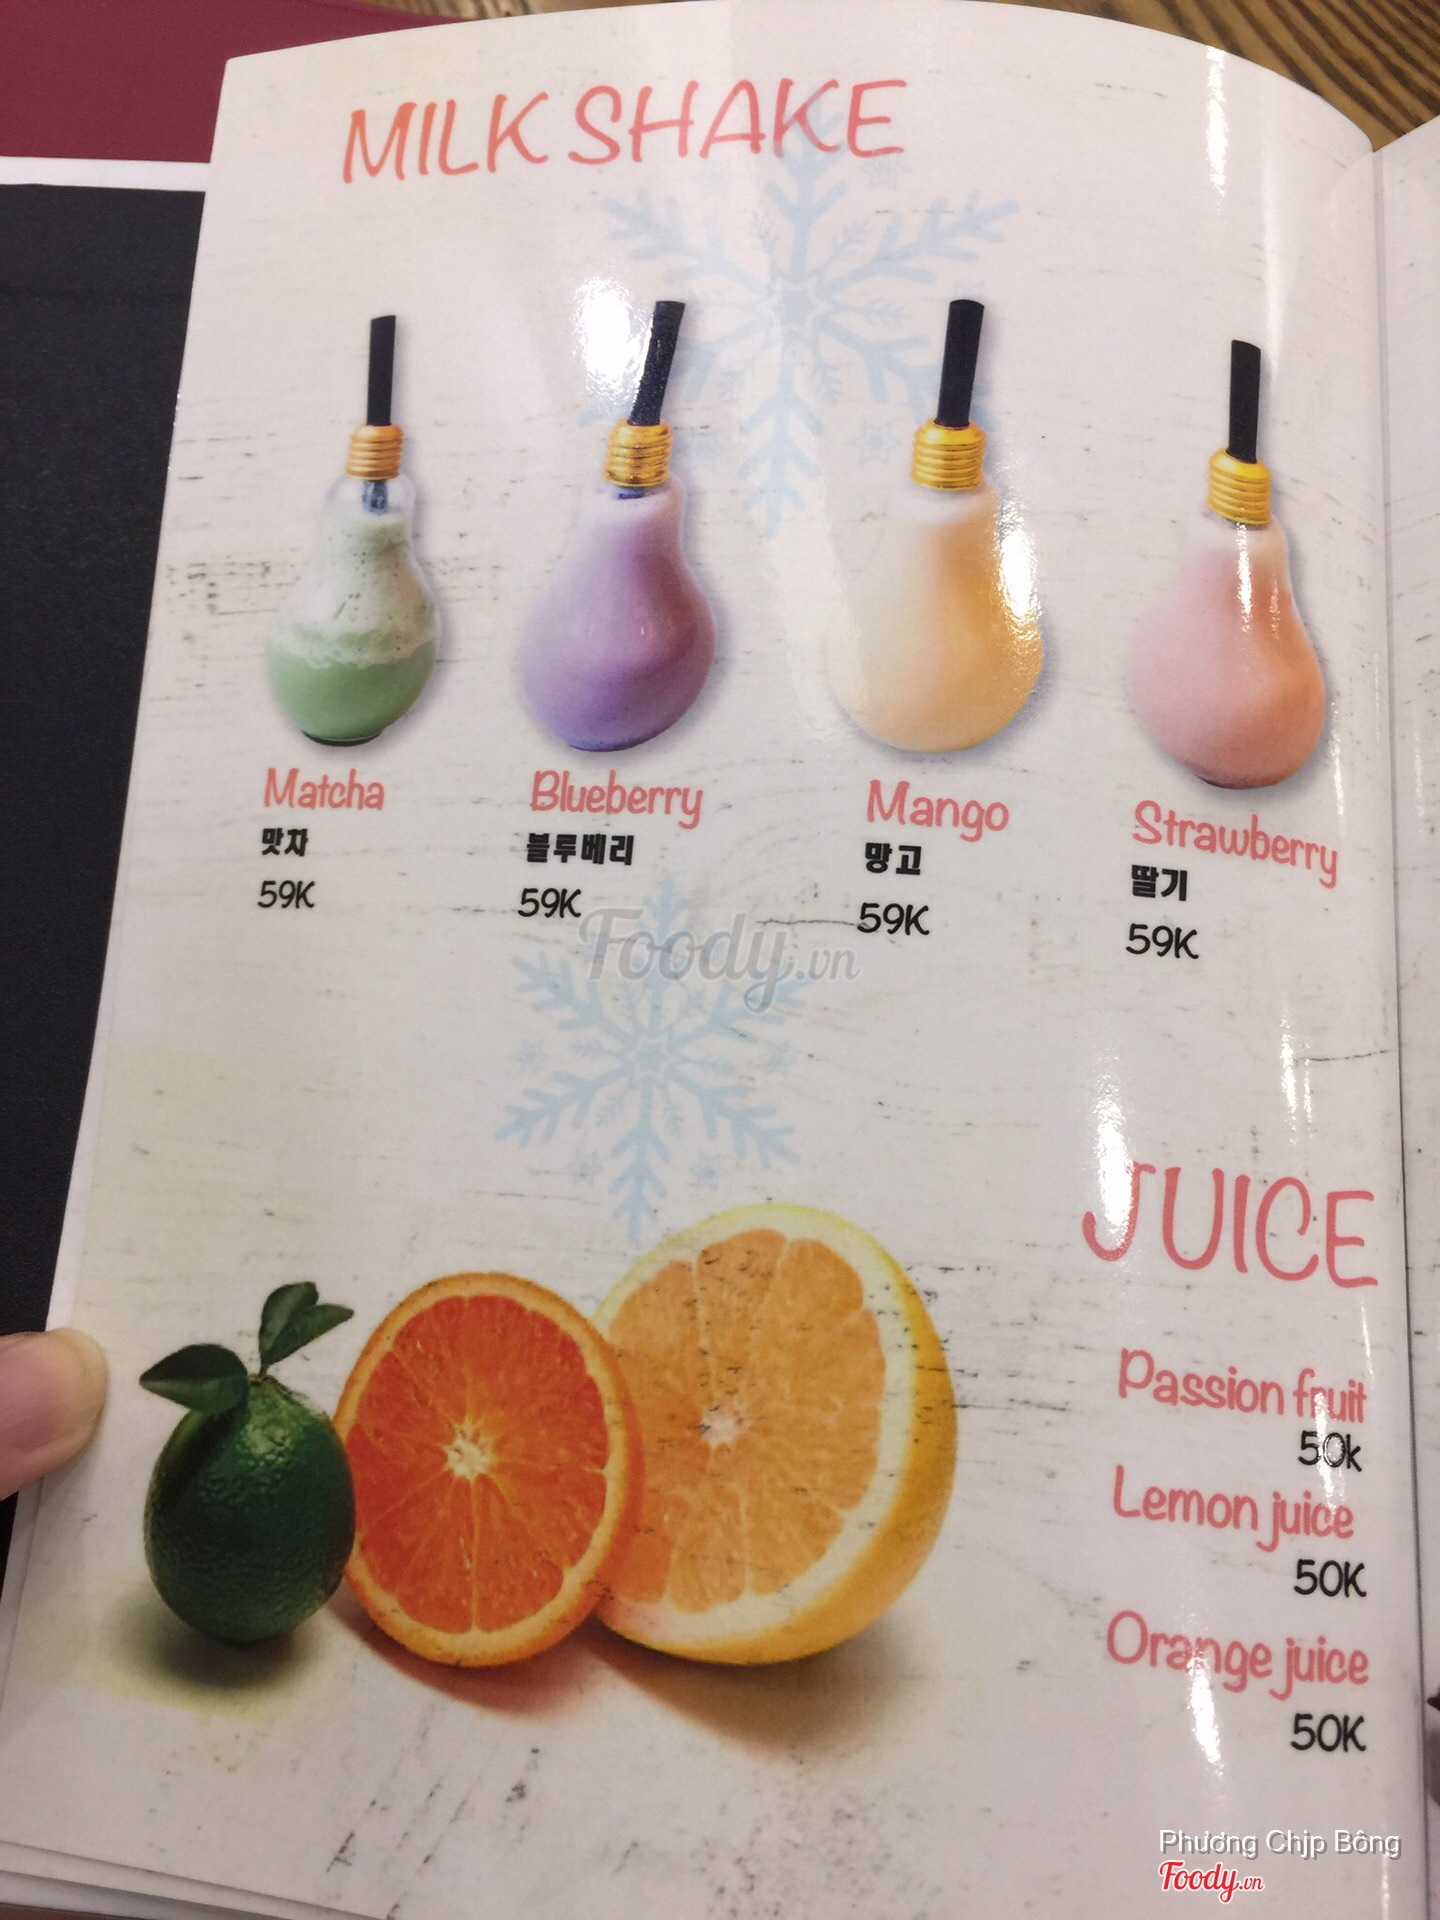 MILK SHAKE
Matcha
맛차
59K
Blueberry
블루베리
59K
Mango
망고
59K
Strawberry
딸기
59K
Foody.vn
JUICE
Passion fruit
50k
Lemon juice
50K
Orange juice
50K
Phương Chjp Bông
Foody.vn